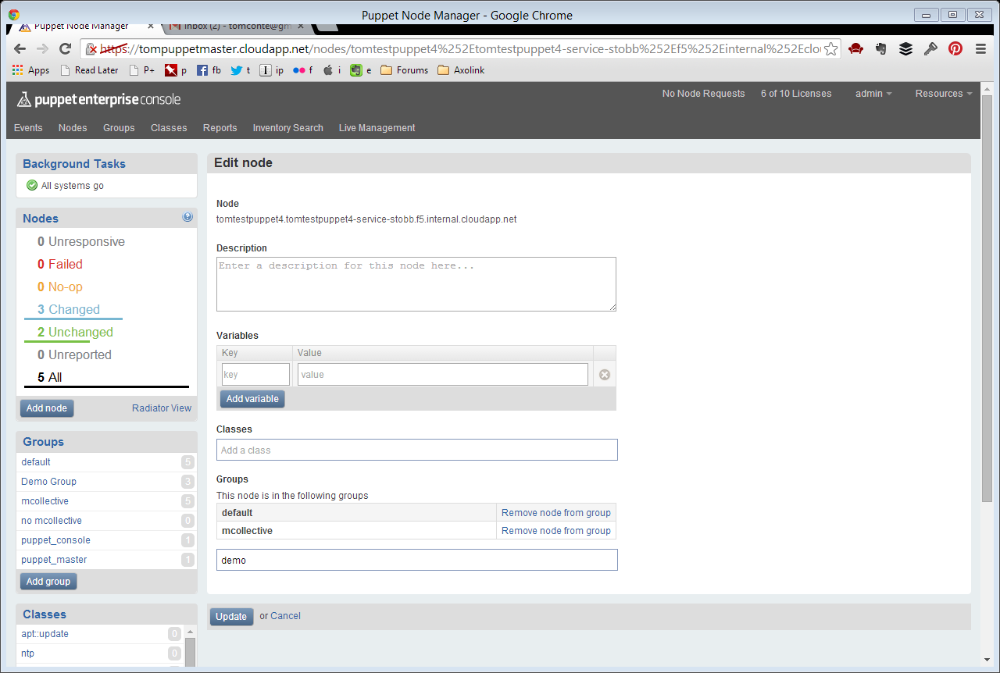 Puppet Node Manager - Google Chrome
Puppet Node Manager
Inbox (2) - tomconte@gm
https://tompuppetmaster.cloudapp.net/nodes/tomtestpuppet4%252Etomtestpuppet4-service-stobb%252Ef5%252Einternal%252Eclo
Apps Read Later P+ p fb t ip f i e Forums Axolink
puppet enterprise console
No Node Requests 6 of 10 Licenses admin Resources
Events Nodes Groups Classes Reports Inventory Search Live Management
Background Tasks
All systems go
Nodes
0 Unresponsive
0 Failed
0 No-op
3 Changed
2 Unchanged
0 Unreported
5 All
Add node Radiator View
Groups
default 5
Demo Group 3
mcollective 5
no mcollective 0
puppet_console 1
puppet_master 1
Add group
Classes
apt::update 0
ntp 0
Edit node
Node
tomtestpuppet4.tomtestpuppet4-service-stobb.f5.internal.cloudapp.net
Description
Enter a description for this node here...
Variables
Key Value
key value
Add variable
Classes
Add a class
Groups
This node is in the following groups
default Remove node from group
mcollective Remove node from group
demo
Update or Cancel